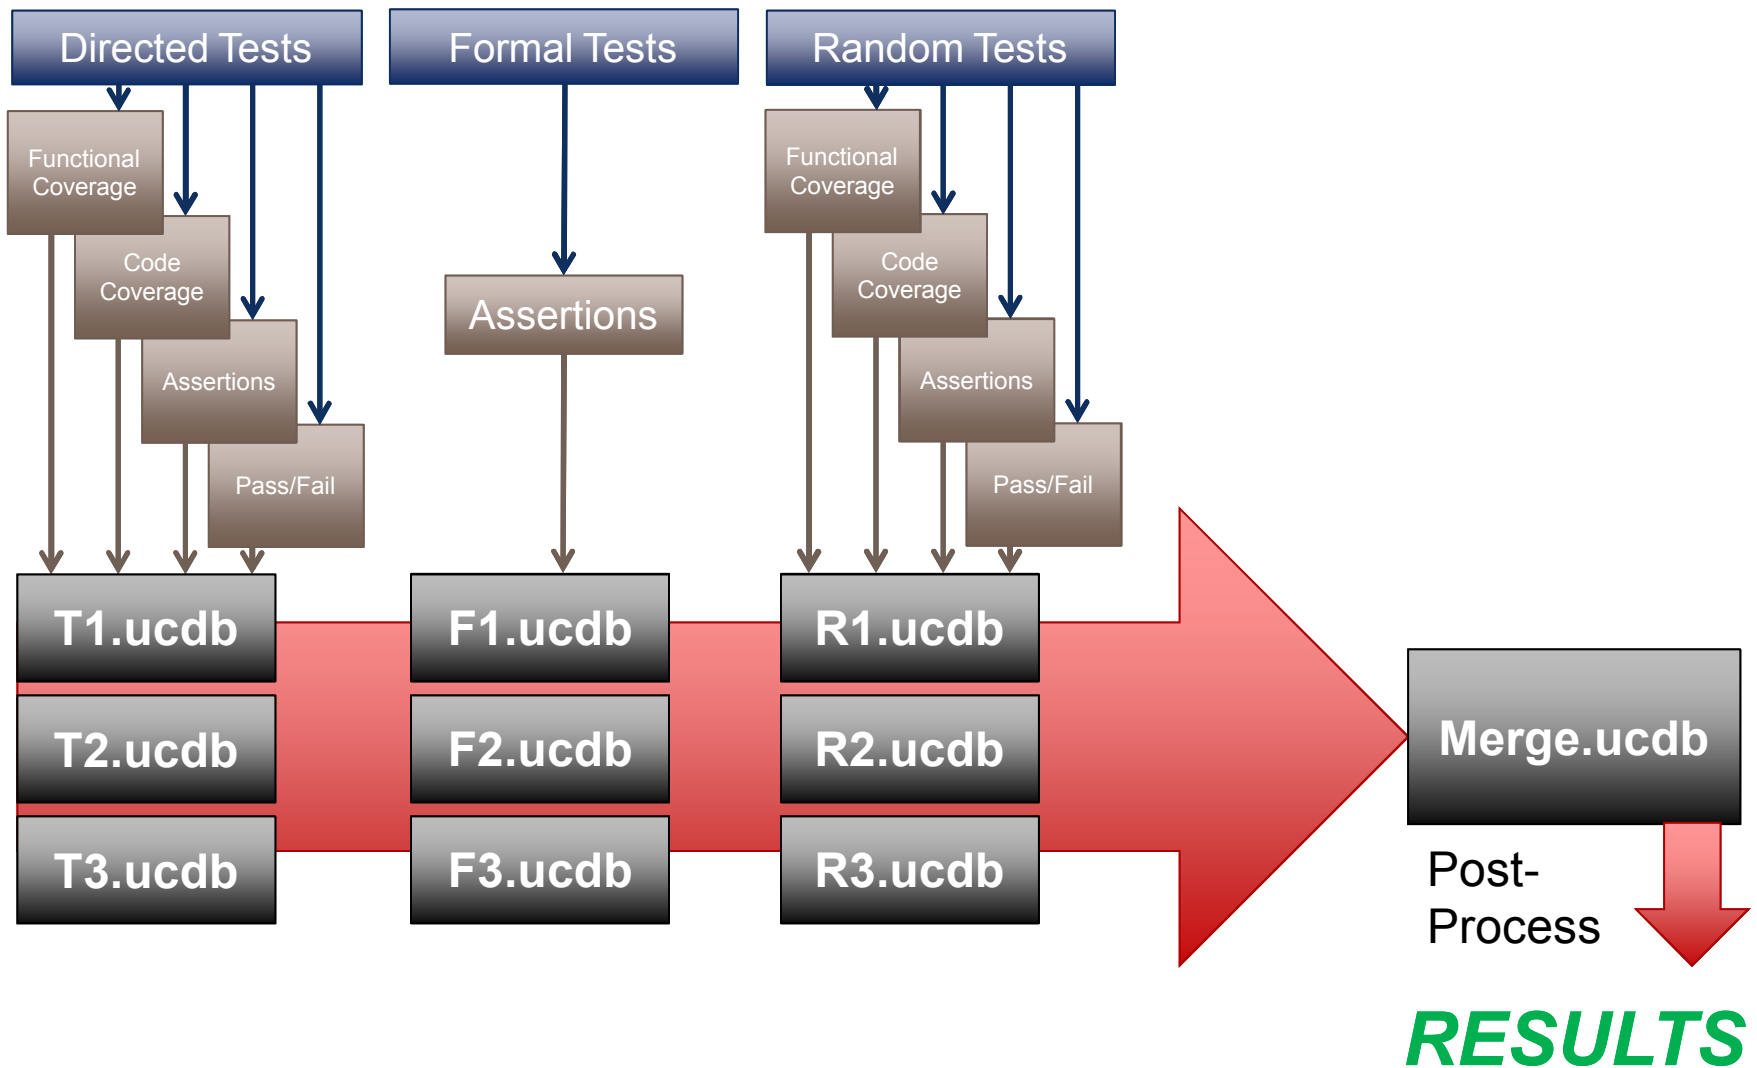 Directed Tests
Formal Tests
Random Tests
Functional
Coverage
Code
Coverage
Assertions
Pass/Fail
Assertions
Functional
Coverage
Code
Coverage
Assertions
Pass/Fail
T1.ucdb
F1.ucdb
R1.ucdb
T2.ucdb
F2.ucdb
R2.ucdb
T3.ucdb
F3.ucdb
R3.ucdb
Merge.ucdb
Post-
Process
RESULTS